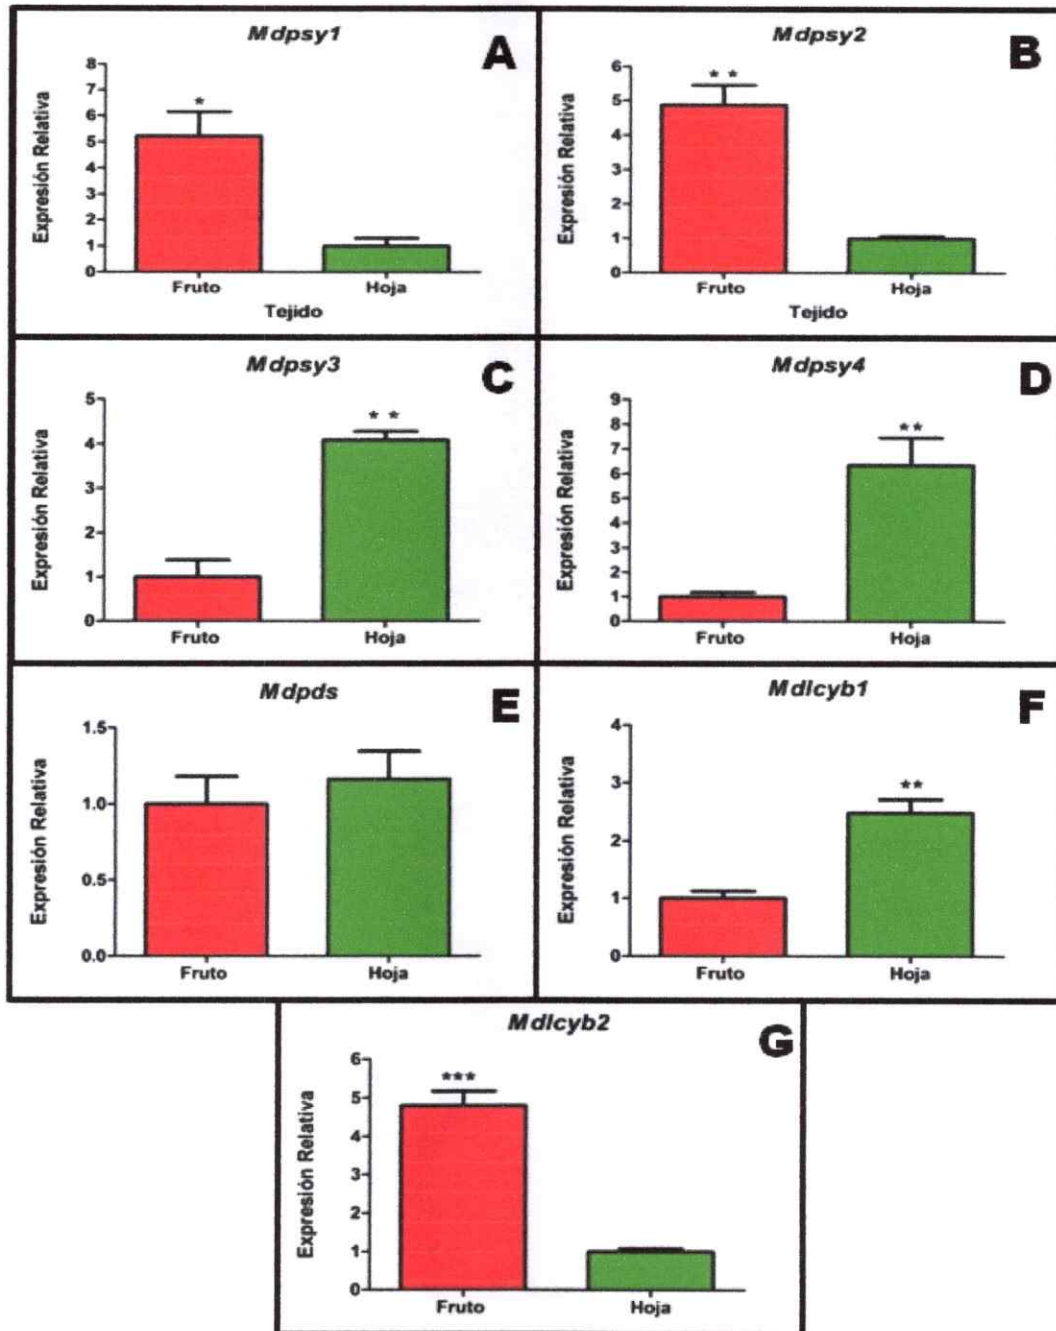 Mdpsy1
A
Expresión Relativa
8
7
6
5
4
3
2
1
0
*
Fruto
Hoja
Tejido
Mdpsy2
B
Expresión Relativa
6
5
4
3
2
1
0
* *
Fruto
Hoja
Tejido
Mdpsy3
C
Expresión Relativa
5
4
3
2
1
0
* *
Fruto
Hoja
Mdpsy4
D
Expresión Relativa
9
8
7
6
5
4
3
2
1
0
**
Fruto
Hoja
Mdpds
E
Expresión Relativa
1.5
1.0
0.5
0.0
Fruto
Hoja
Mdlcyb1
F
Expresión Relativa
4
3
2
1
0
**
Fruto
Hoja
Mdlcyb2
G
Expresión Relativa
6
5
4
3
2
1
0
***
Fruto
Hoja